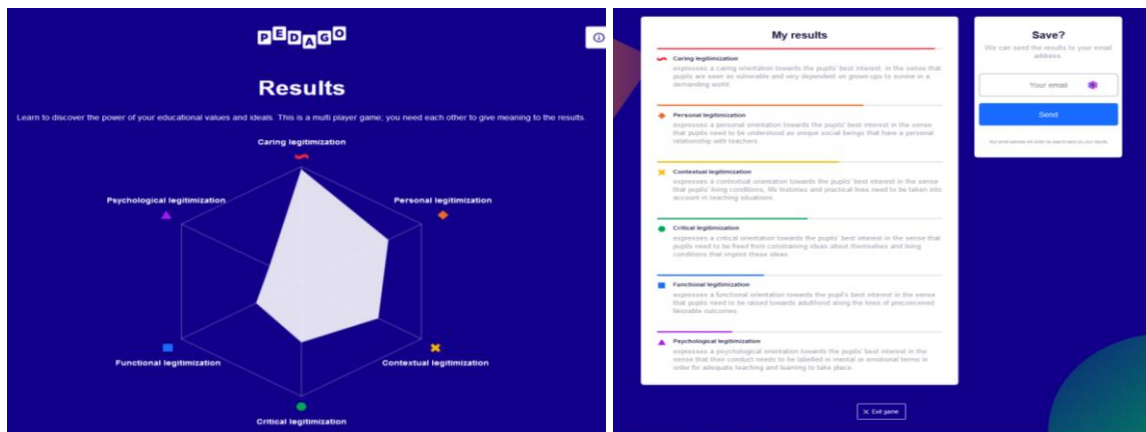 PEDAGO
Results
Learn to discover the power of your educational values and ideals. This is a multi player game; you need each other to give meaning to the results.
Caring legitimization
Psychological legitimization
Personal legitimization
Functional legitimization
Contextual legitimization
Critical legitimization
My results
Caring legitimization
expresses a caring orientation towards the pupils' best interest, in the sense that
pupils are seen as vulnerable and very dependent on grown-ups to survive in a
demanding world.
Personal legitimization
expresses a personal orientation towards the pupils' best interest in the sense
that pupils need to be understood as unique social beings that have a personal
relationship with teachers.
Contextual legitimization
expresses a contextual orientation towards the pupils' best interest in the sense
that pupils' living conditions, life histories and practical lives need to be taken into
account in teaching situations.
Critical legitimization
expresses a critical orientation towards the pupils' best interest in the sense that
pupils need to be freed from constraining ideas about themselves and living
conditions that imprint these ideas.
Functional legitimization
expresses a functional orientation towards the pupil's best interest in the sense
that pupils need to be raised towards adulthood along the lines of preconceived
favorable outcomes.
Psychological legitimization
expresses a psychological orientation towards the pupils' best interest in the
sense that their conduct needs to be labelled in mental or emotional terms in
order for adequate teaching and learning to take place.
Save?
We can send the results to your email
address.
Your email
Send
Your email address will only be used to send you our results
× Exit game